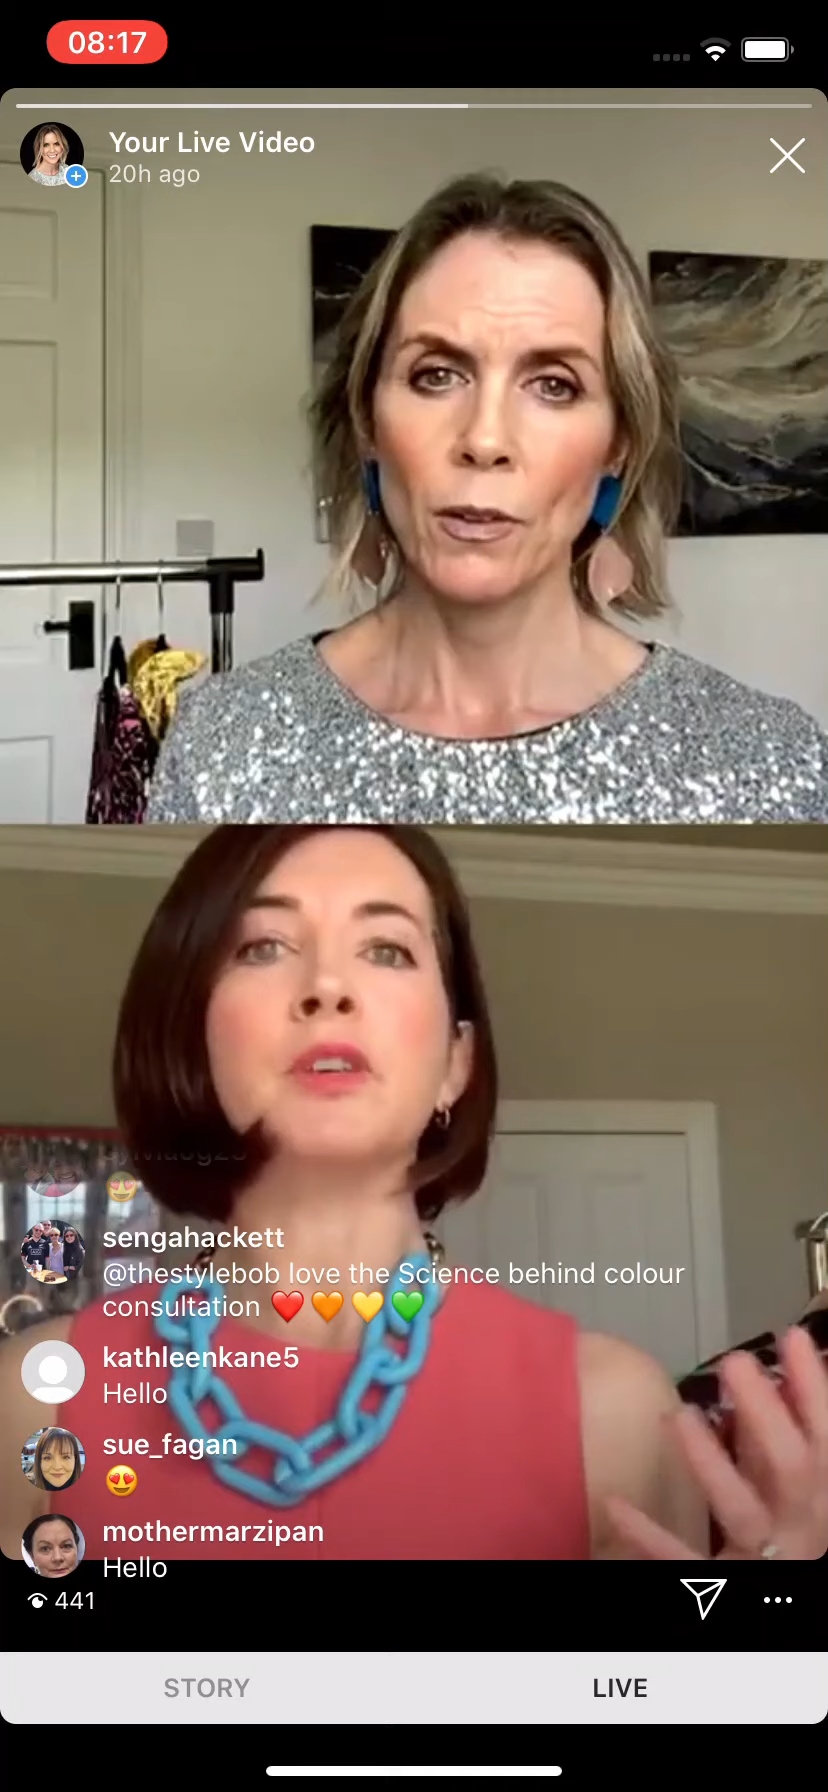 08:17
Your Live Video
20h ago
sengahackett
@thestylebob love the Science behind colour
consultation ❤️🧡💛💚
kathleenkane5
Hello
sue_fagan
😍
mothermarzipan
Hello
441
STORY
LIVE